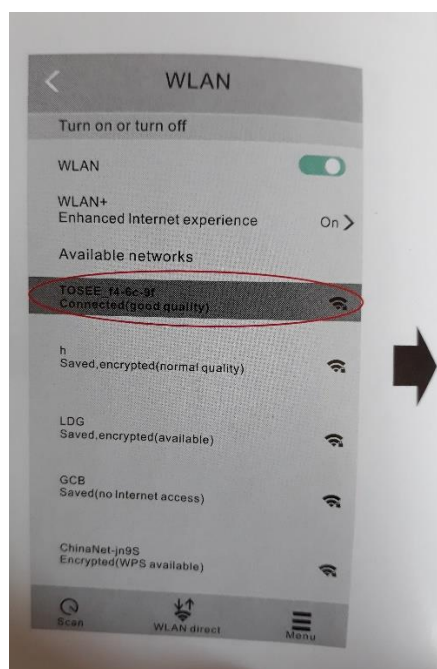 WLAN
Turn on or turn off
WLAN
WLAN+
Enhanced Internet experience
On
Available networks
TOSEE_f4-6c-9f
Connected(good quality)
h
Saved,encrypted(normal quality)
LDG
Saved,encrypted(available)
GCB
Saved(no Internet access)
ChinaNet-jn9S
Encrypted(WPS available)
Scan
WLAN direct
Menu